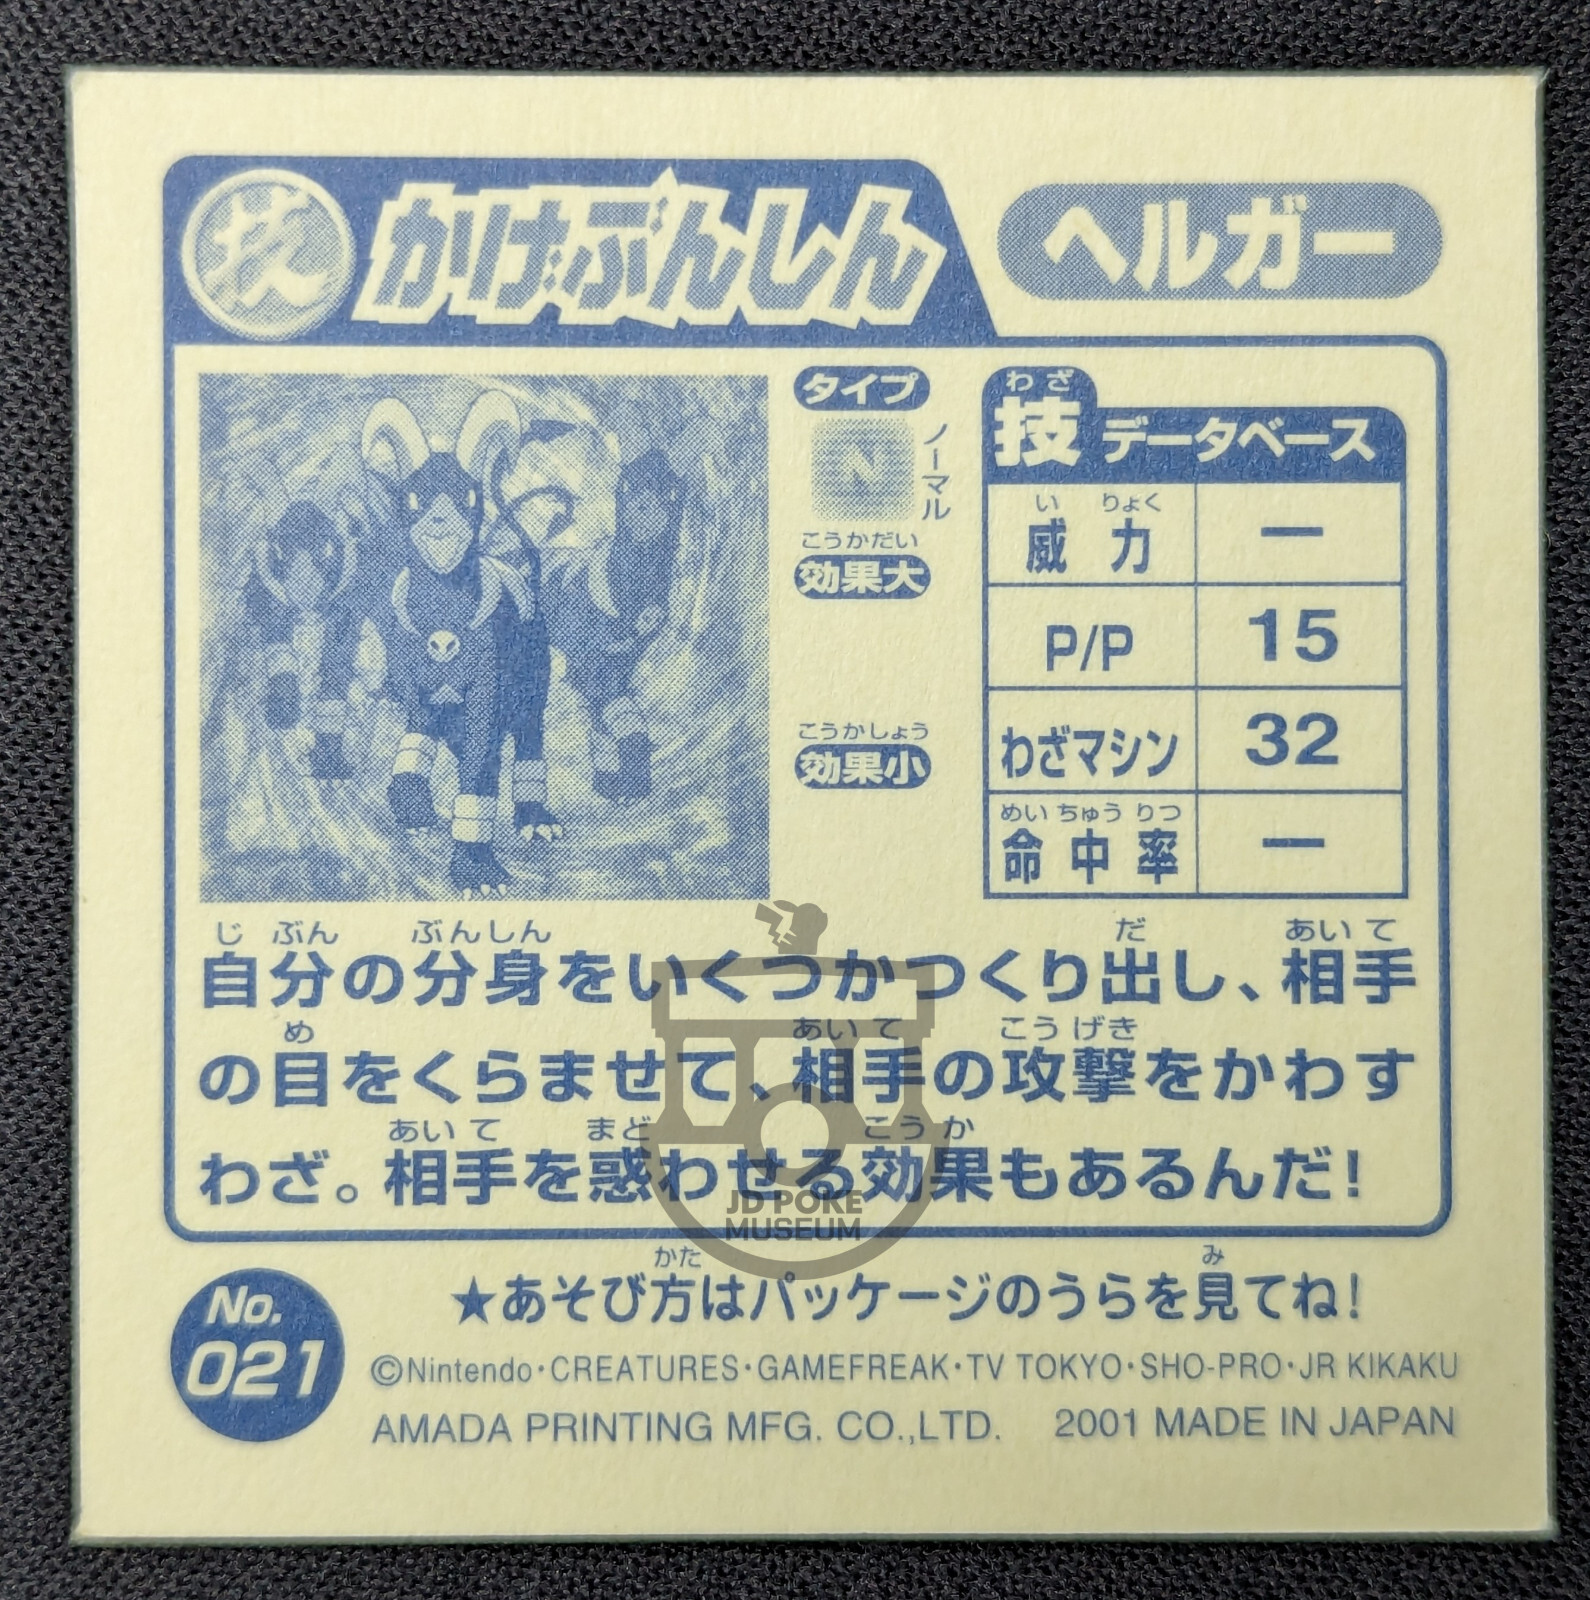 技 かげぶんしん ヘルガー
タイプ
N ノーマル
こうかだい
効果大
こうかしょう
効果小
わざ
技 データベース
いりょく
威力 ー
P/P 15
わざマシン 32
めいちゅうりつ
命中率 ー
じぶん ぶんしん だ あいて
自分の分身をいくつかつくり出し、相手
め あいて こうげき
の目をくらませて、相手の攻撃をかわす
あいて まど こうか
わざ。相手を惑わせる効果もあるんだ!
JD POKE
MUSEUM
かた み
★あそび方はパッケージのうらを見てね!
No.
021
©Nintendo・CREATURES・GAMEFREAK・TV TOKYO・SHO-PRO・JR KIKAKU
AMADA PRINTING MFG. CO.,LTD. 2001 MADE IN JAPAN